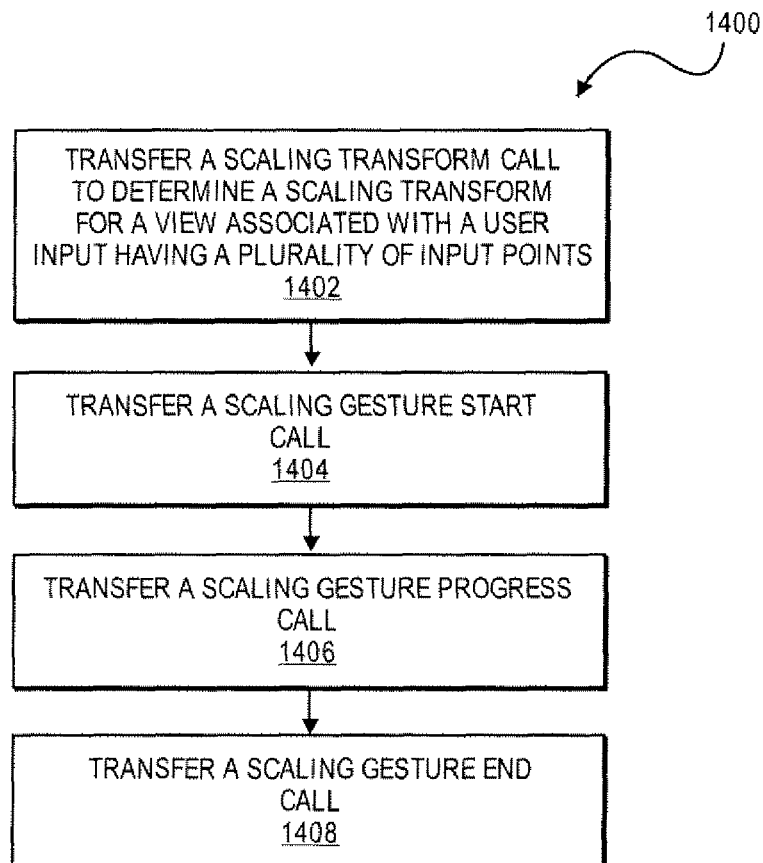 1400
TRANSFER A SCALING TRANSFORM CALL
TO DETERMINE A SCALING TRANSFORM
FOR A VIEW ASSOCIATED WITH A USER
INPUT HAVING A PLURALITY OF INPUT POINTS
1402
TRANSFER A SCALING GESTURE START
CALL
1404
TRANSFER A SCALING GESTURE PROGRESS
CALL
1406
TRANSFER A SCALING GESTURE END
CALL
1408